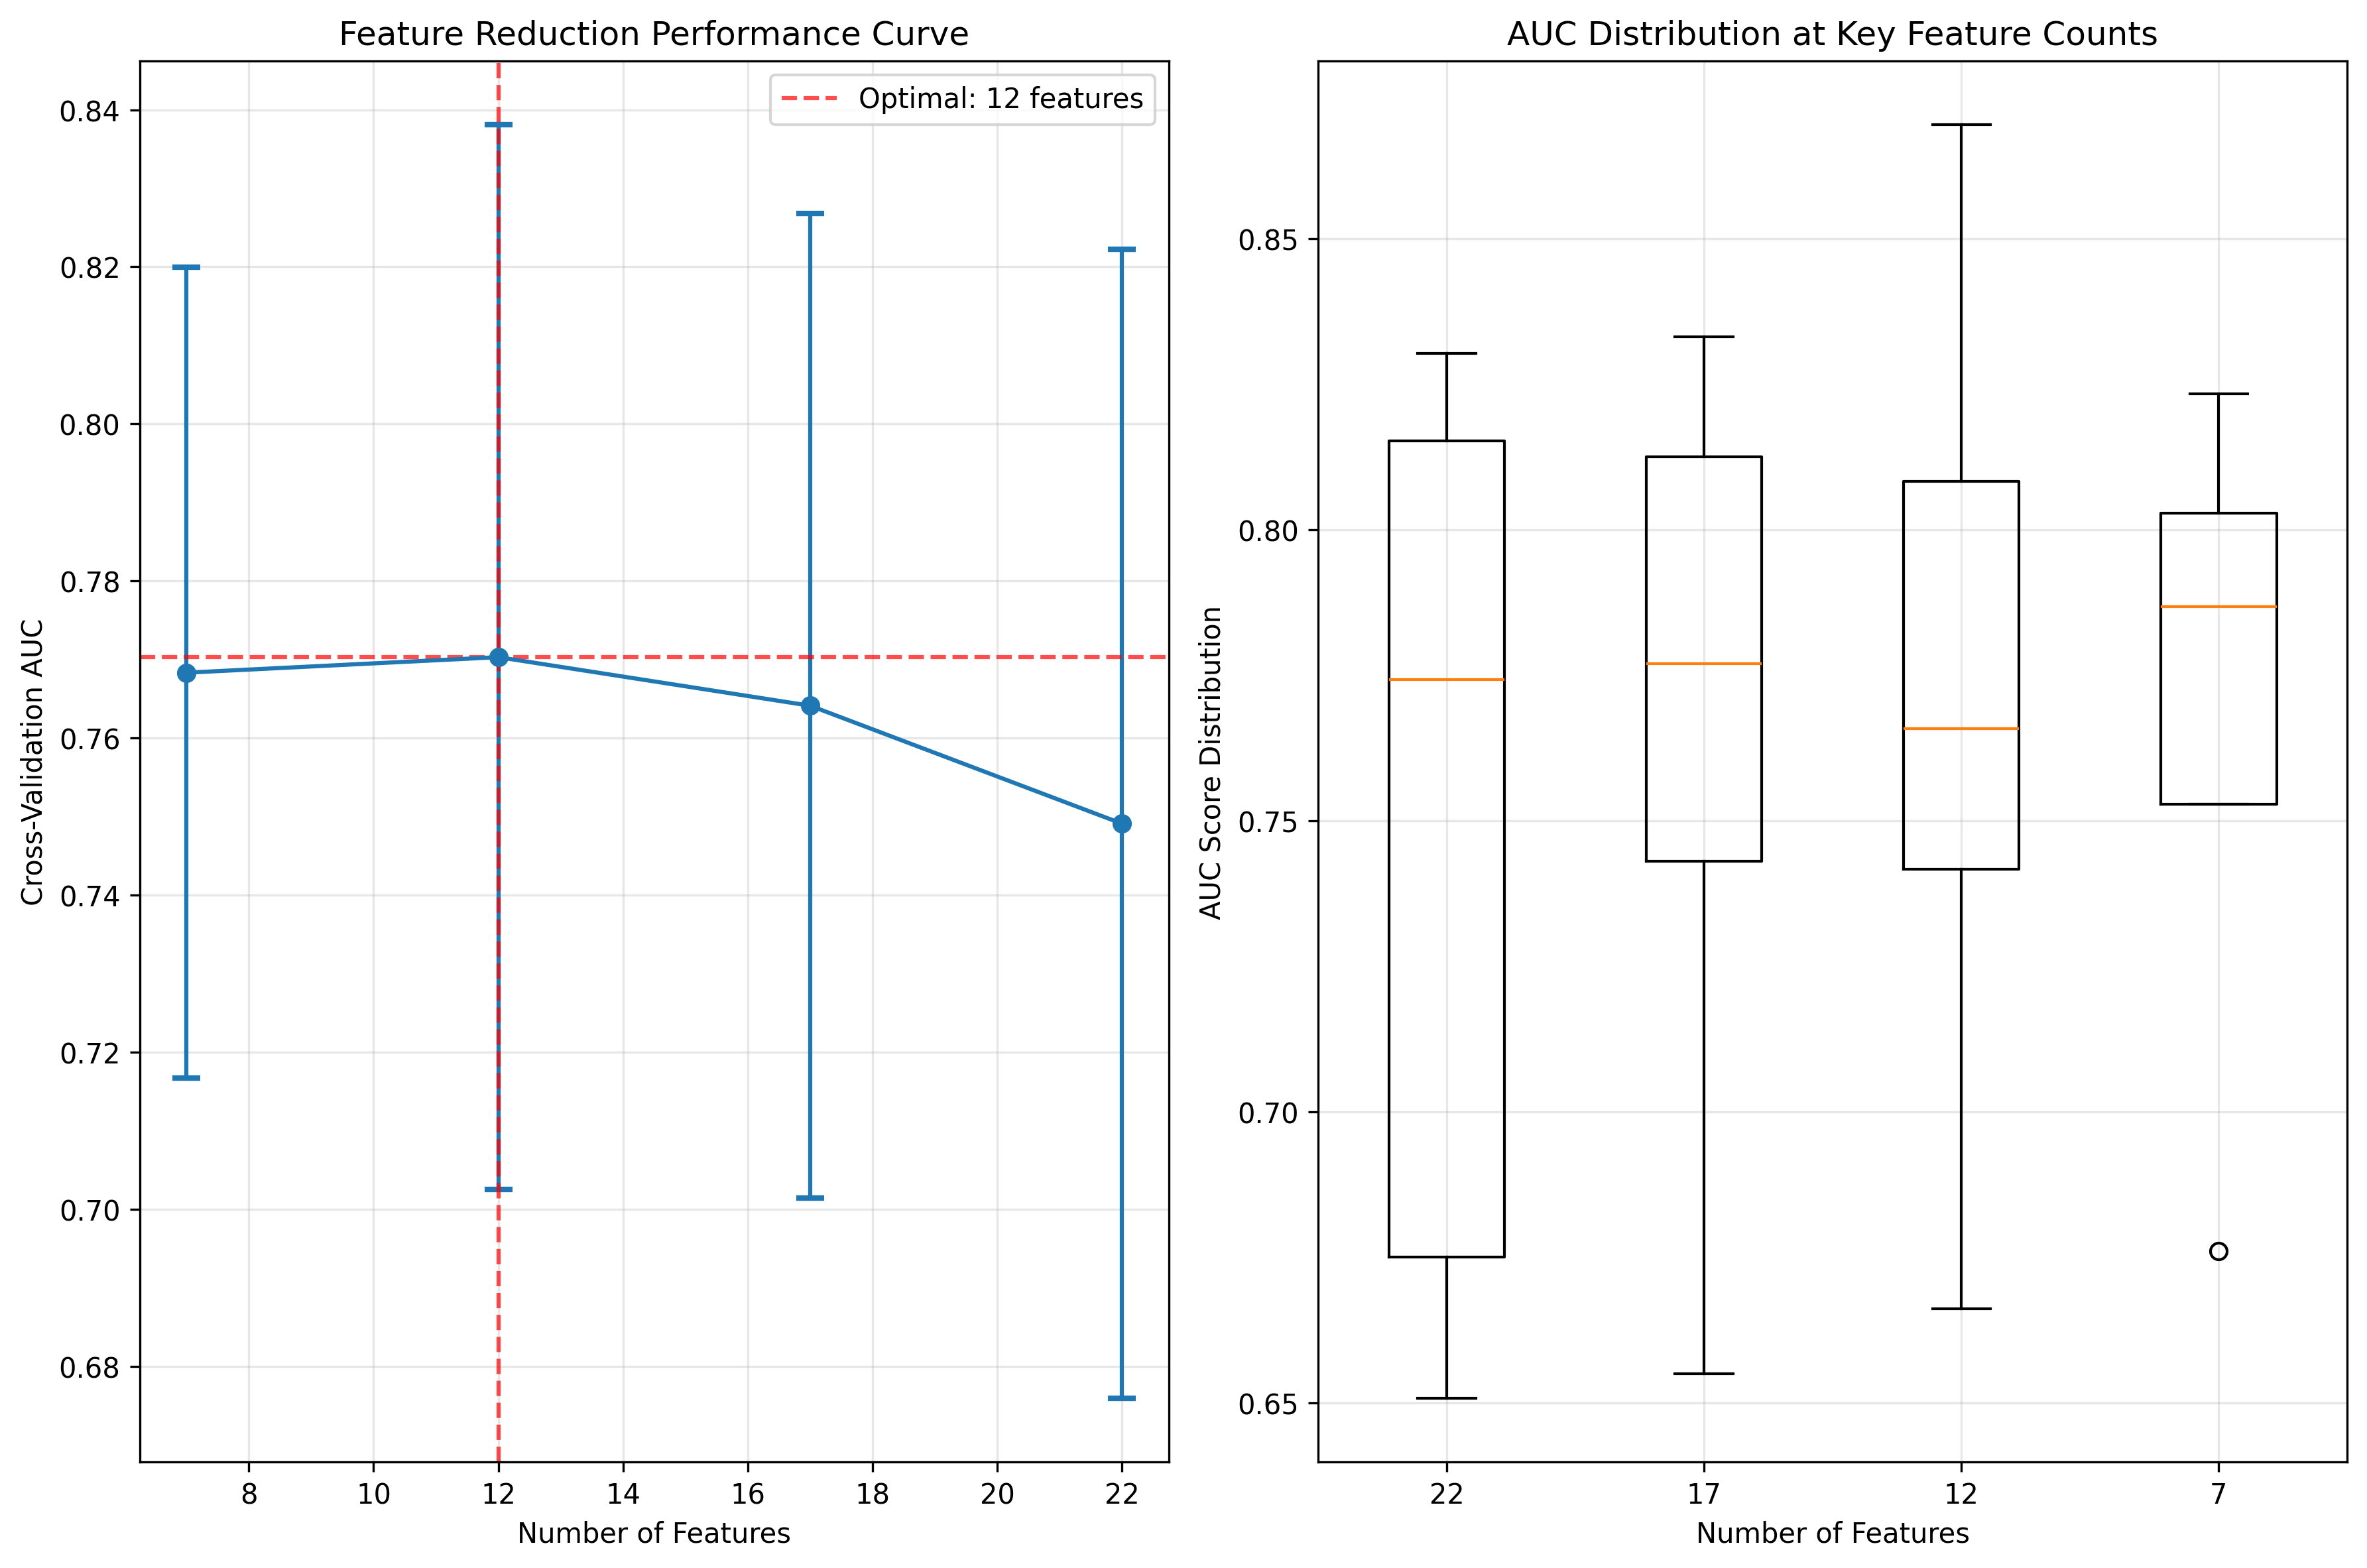 Feature Reduction Performance Curve
Optimal: 12 features
Cross-Validation AUC
0.84
0.82
0.80
0.78
0.76
0.74
0.72
0.70
0.68
8 10 12 14 16 18 20 22
Number of Features
AUC Distribution at Key Feature Counts
AUC Score Distribution
0.85
0.80
0.75
0.70
0.65
22 17 12 7
Number of Features